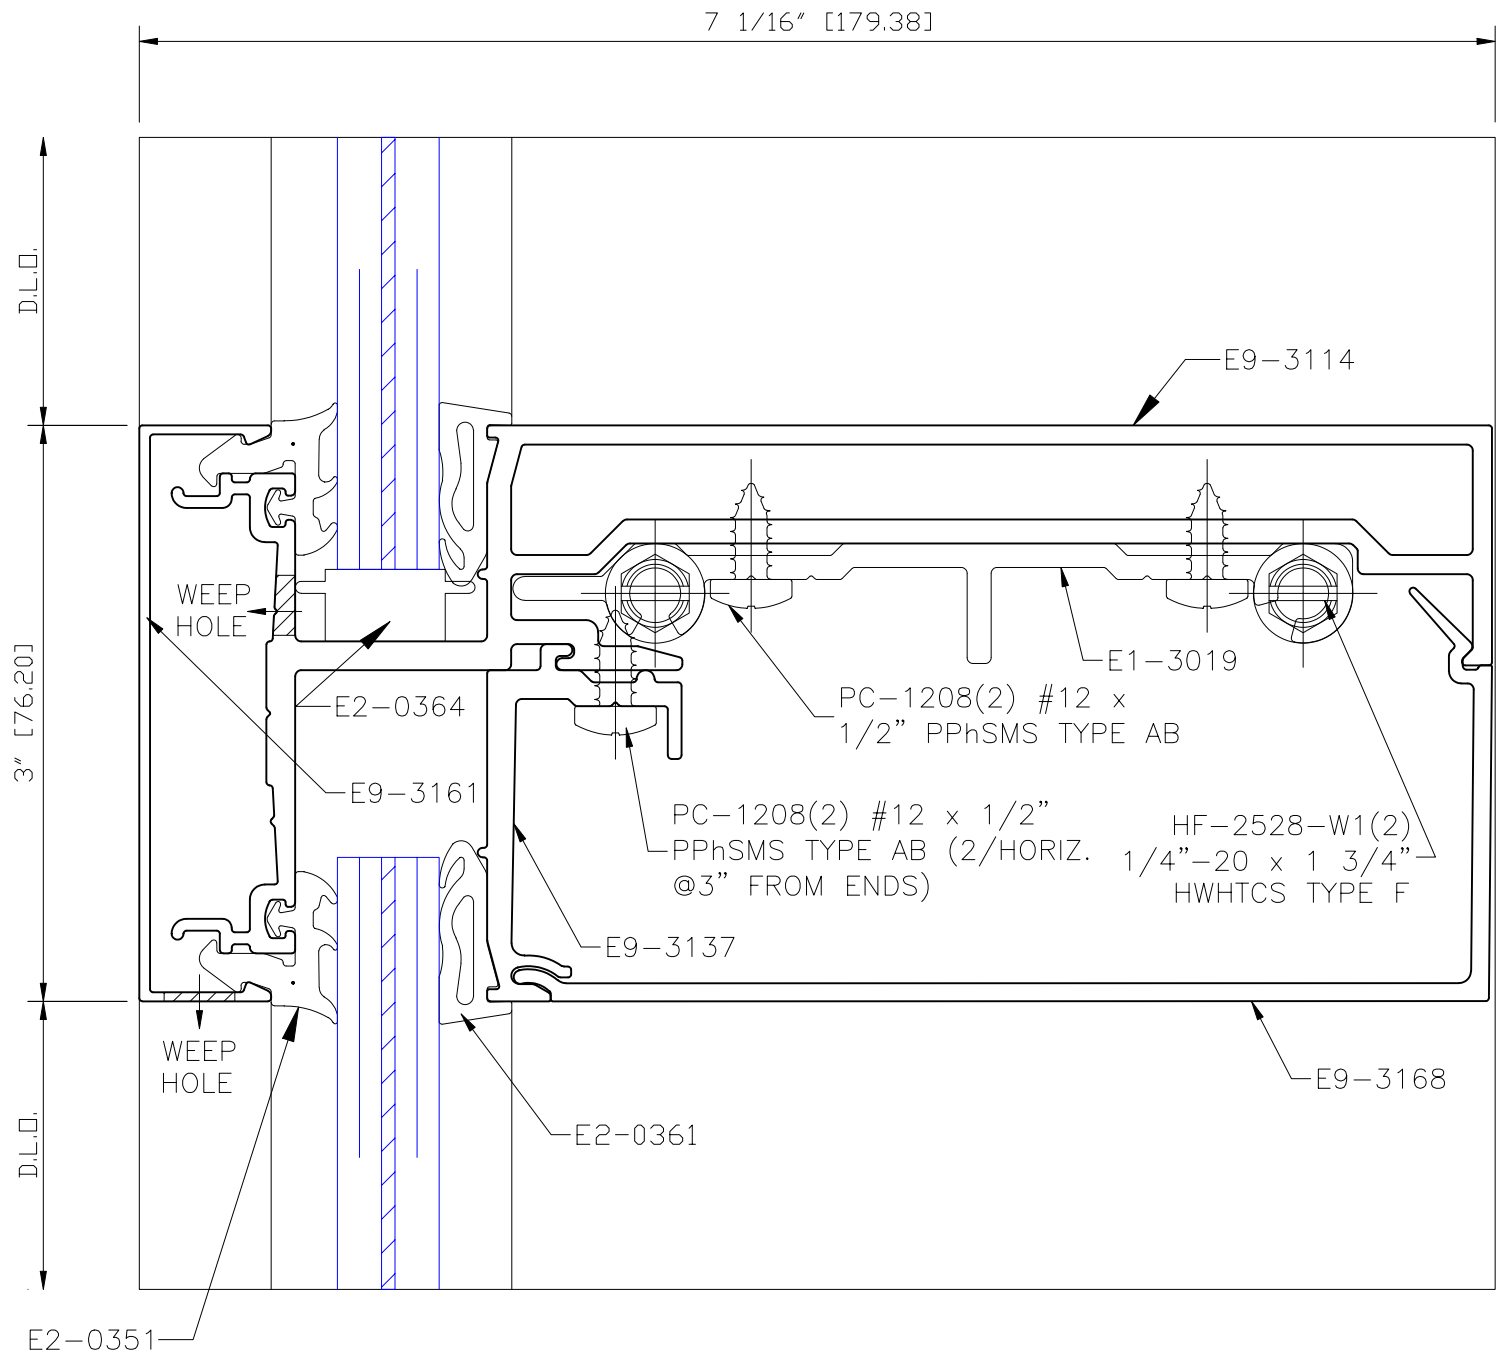 7 1/16" [179.38]
D.L.O.
E9-3114
WEEP
HOLE
E2-0364
E1-3019
PC-1208(2) #12 x
1/2" PPhSMS TYPE AB
3" [76.20]
E9-3161
PC-1208(2) #12 x 1/2"
PPhSMS TYPE AB (2/HORIZ.
@3" FROM ENDS)
HF-2528-W1(2)
1/4"-20 x 1 3/4"
HWHTCS TYPE F
E9-3137
WEEP
HOLE
E9-3168
E2-0361
D.L.O.
E2-0351